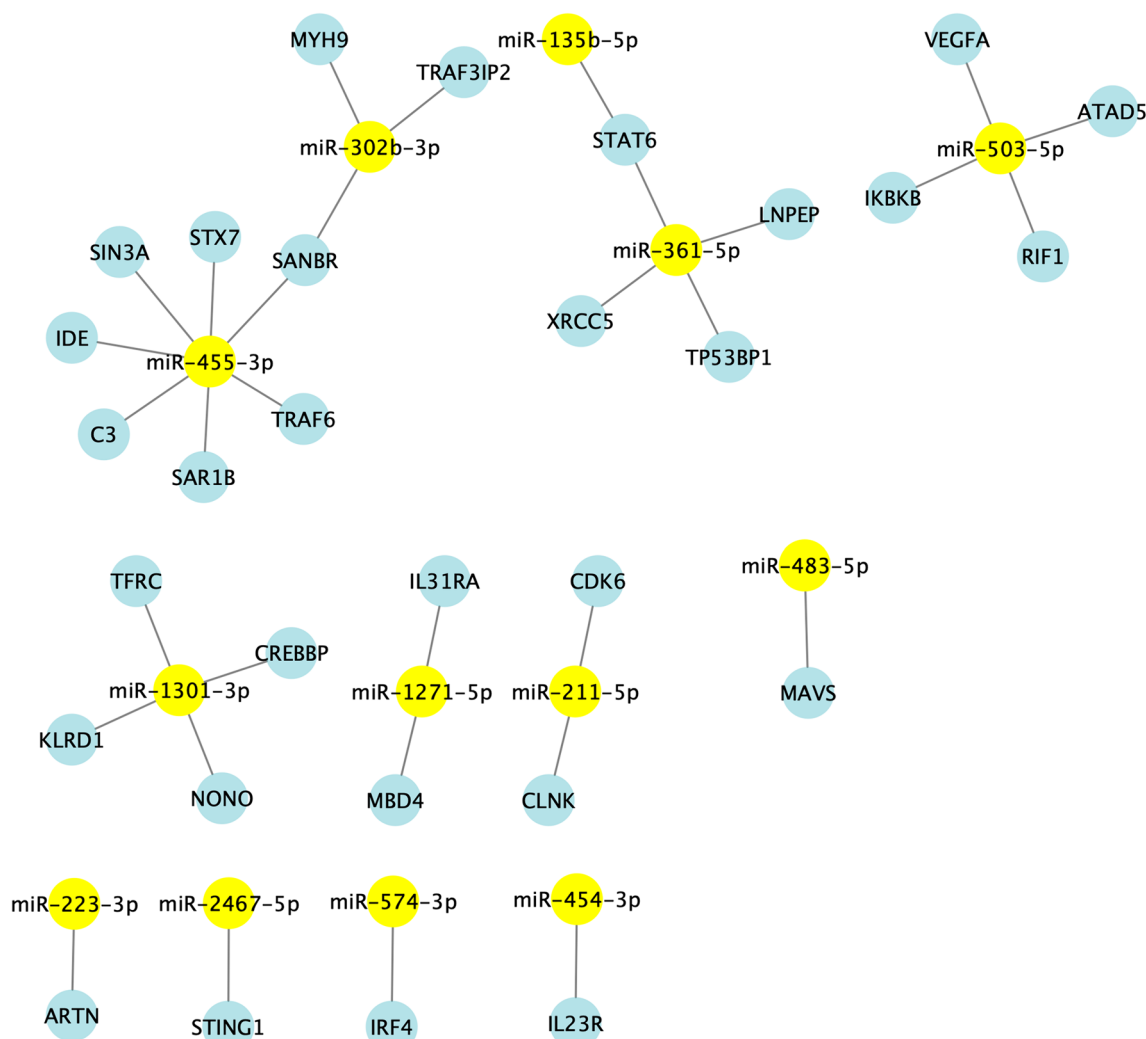 MYH9
miR-135b-5p
VEGFA
TRAF3IP2
ATAD5
STAT6
miR-302b-3p
miR-503-5p
IKBKB
LNPEP
STX7
SIN3A
SANBR
miR-361-5p
RIF1
XRCC5
IDE
TP53BP1
miR-455-3p
TRAF6
C3
SAR1B
miR-483-5p
TFRC
IL31RA
CDK6
CREBBP
miR-1301-3p
miR-1271-5p
miR-211-5p
MAVS
KLRD1
NONO
MBD4
CLNK
miR-223-3p
miR-2467-5p
miR-574-3p
miR-454-3p
ARTN
STING1
IRF4
IL23R